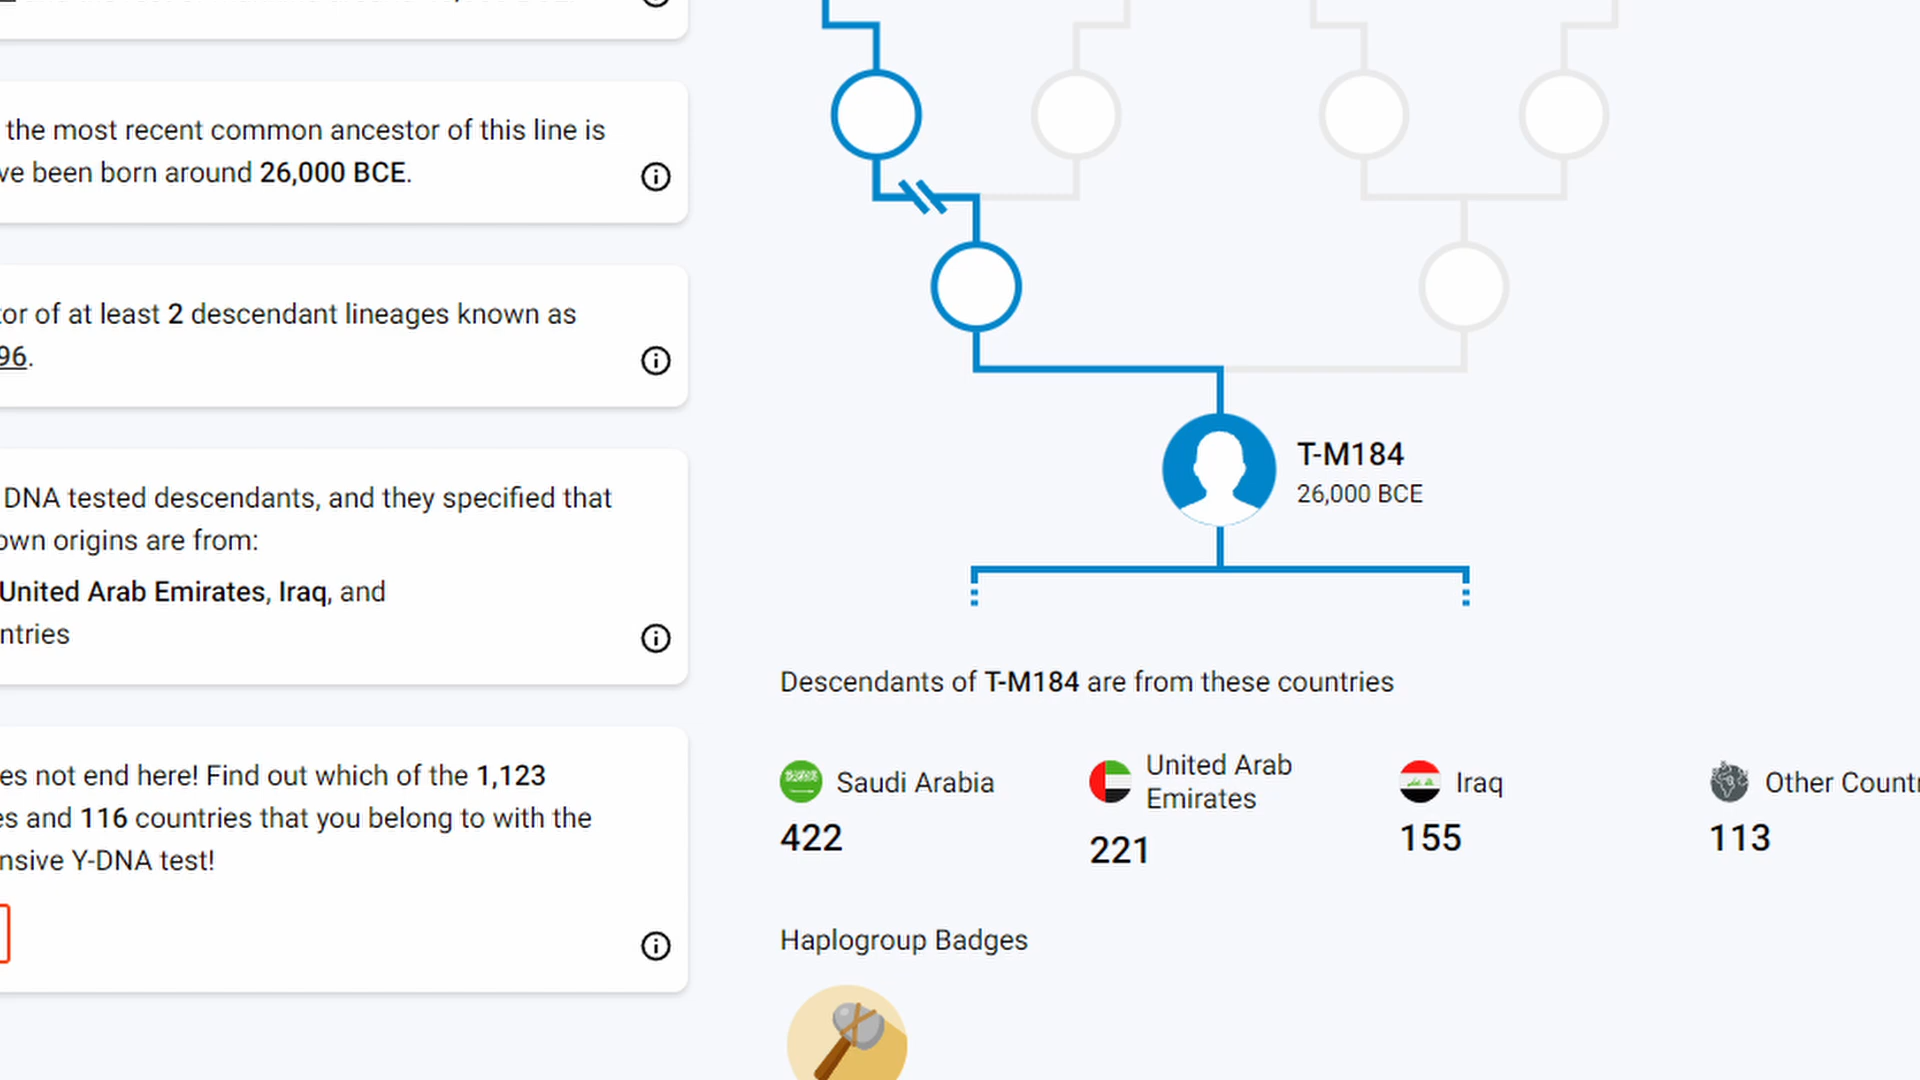 the most recent common ancestor of this line is
ve been born around 26,000 BCE.
tor of at least 2 descendant lineages known as
96.
DNA tested descendants, and they specified that
own origins are from:
United Arab Emirates, Iraq, and
ntries
es not end here! Find out which of the 1,123
es and 116 countries that you belong to with the
nsive Y-DNA test!
T-M184
26,000 BCE
Descendants of T-M184 are from these countries
Saudi Arabia
422
United Arab
Emirates
221
Iraq
155
Other Countr
113
Haplogroup Badges